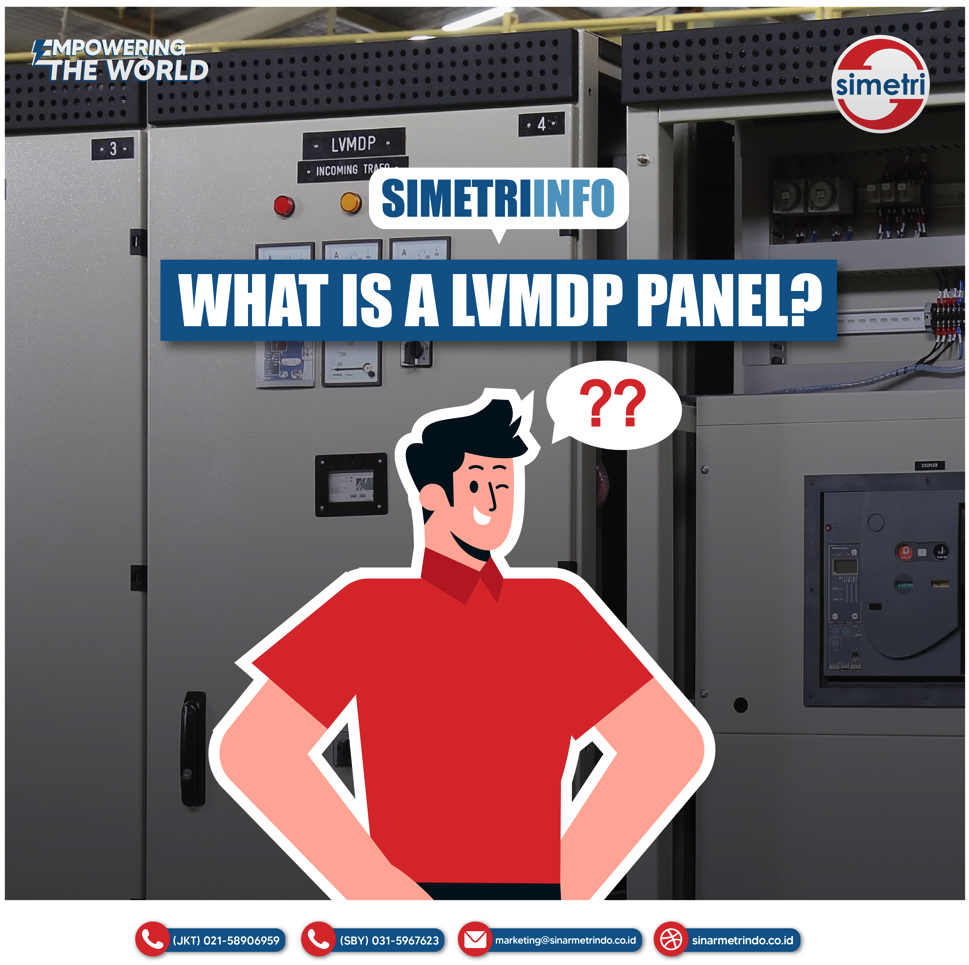 EMPOWERING
THE WORLD
simetri
3
4
LVMDP
INCOMING TRAFO
SIMETRIINFO
WHAT IS A LVMDP PANEL?
??
COUPLER
(JKT) 021-58906959
(SBY) 031-5967623
marketing@sinarmetrindo.co.id
sinarmetrindo.co.id